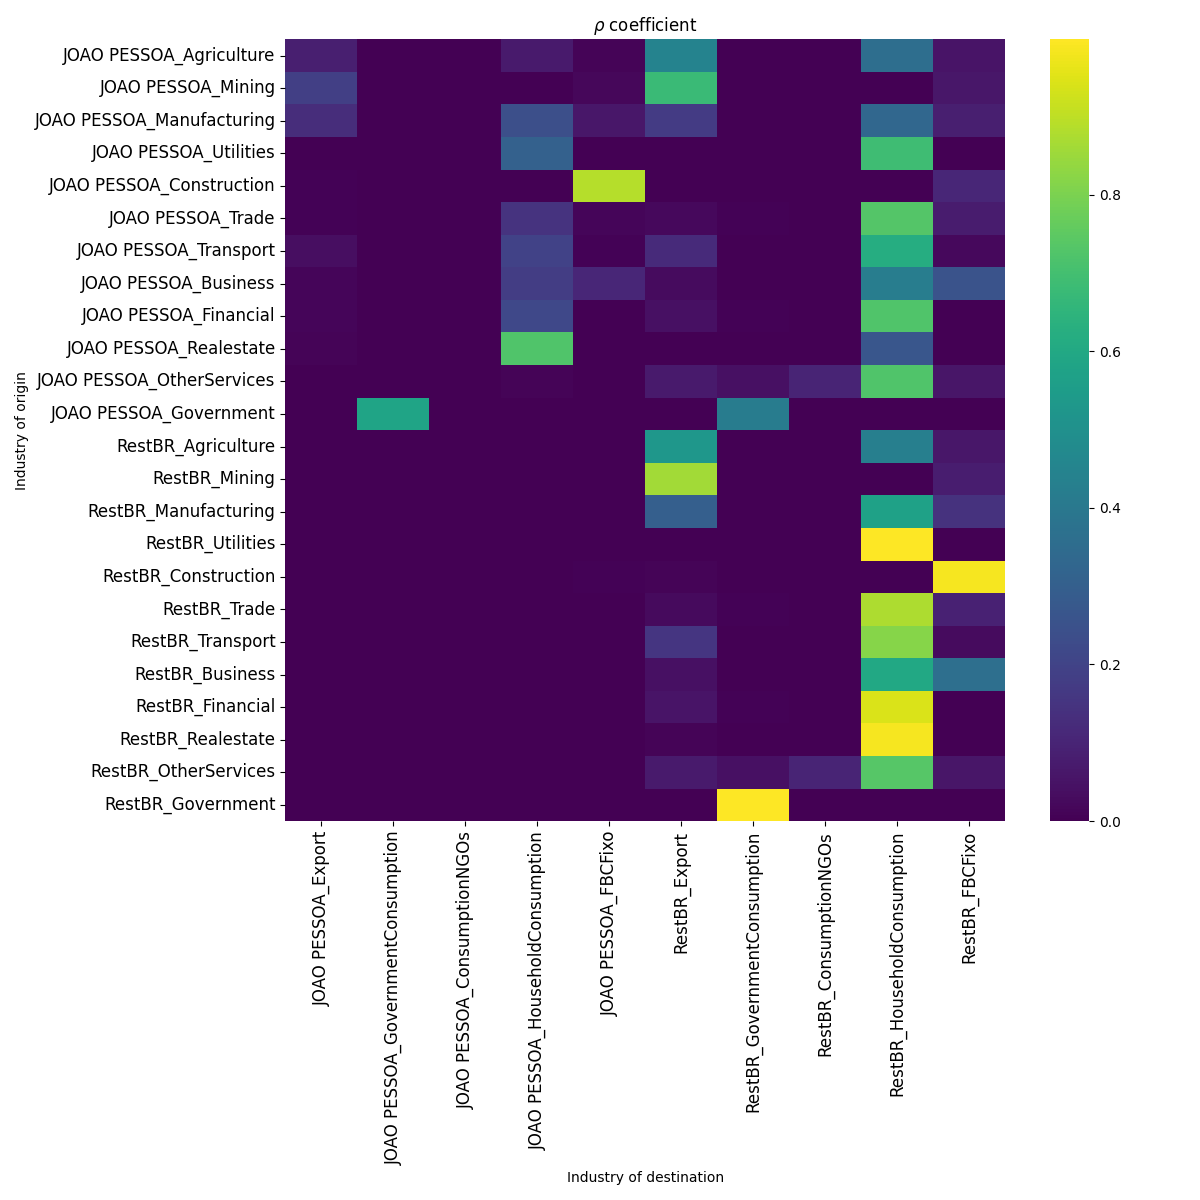 ρ coefficient
JOAO PESSOA_Agriculture
JOAO PESSOA_Mining
JOAO PESSOA_Manufacturing
JOAO PESSOA_Utilities
JOAO PESSOA_Construction
JOAO PESSOA_Trade
JOAO PESSOA_Transport
JOAO PESSOA_Business
JOAO PESSOA_Financial
JOAO PESSOA_Realestate
JOAO PESSOA_OtherServices
JOAO PESSOA_Government
RestBR_Agriculture
RestBR_Mining
RestBR_Manufacturing
RestBR_Utilities
RestBR_Construction
RestBR_Trade
RestBR_Transport
RestBR_Business
RestBR_Financial
RestBR_Realestate
RestBR_OtherServices
RestBR_Government
Industry of origin
JOAO PESSOA_Export
JOAO PESSOA_GovernmentConsumption
JOAO PESSOA_ConsumptionNGOs
JOAO PESSOA_HouseholdConsumption
JOAO PESSOA_FBCFixo
RestBR_Export
RestBR_GovernmentConsumption
RestBR_ConsumptionNGOs
RestBR_HouseholdConsumption
RestBR_FBCFixo
Industry of destination
0.8
0.6
0.4
0.2
0.0